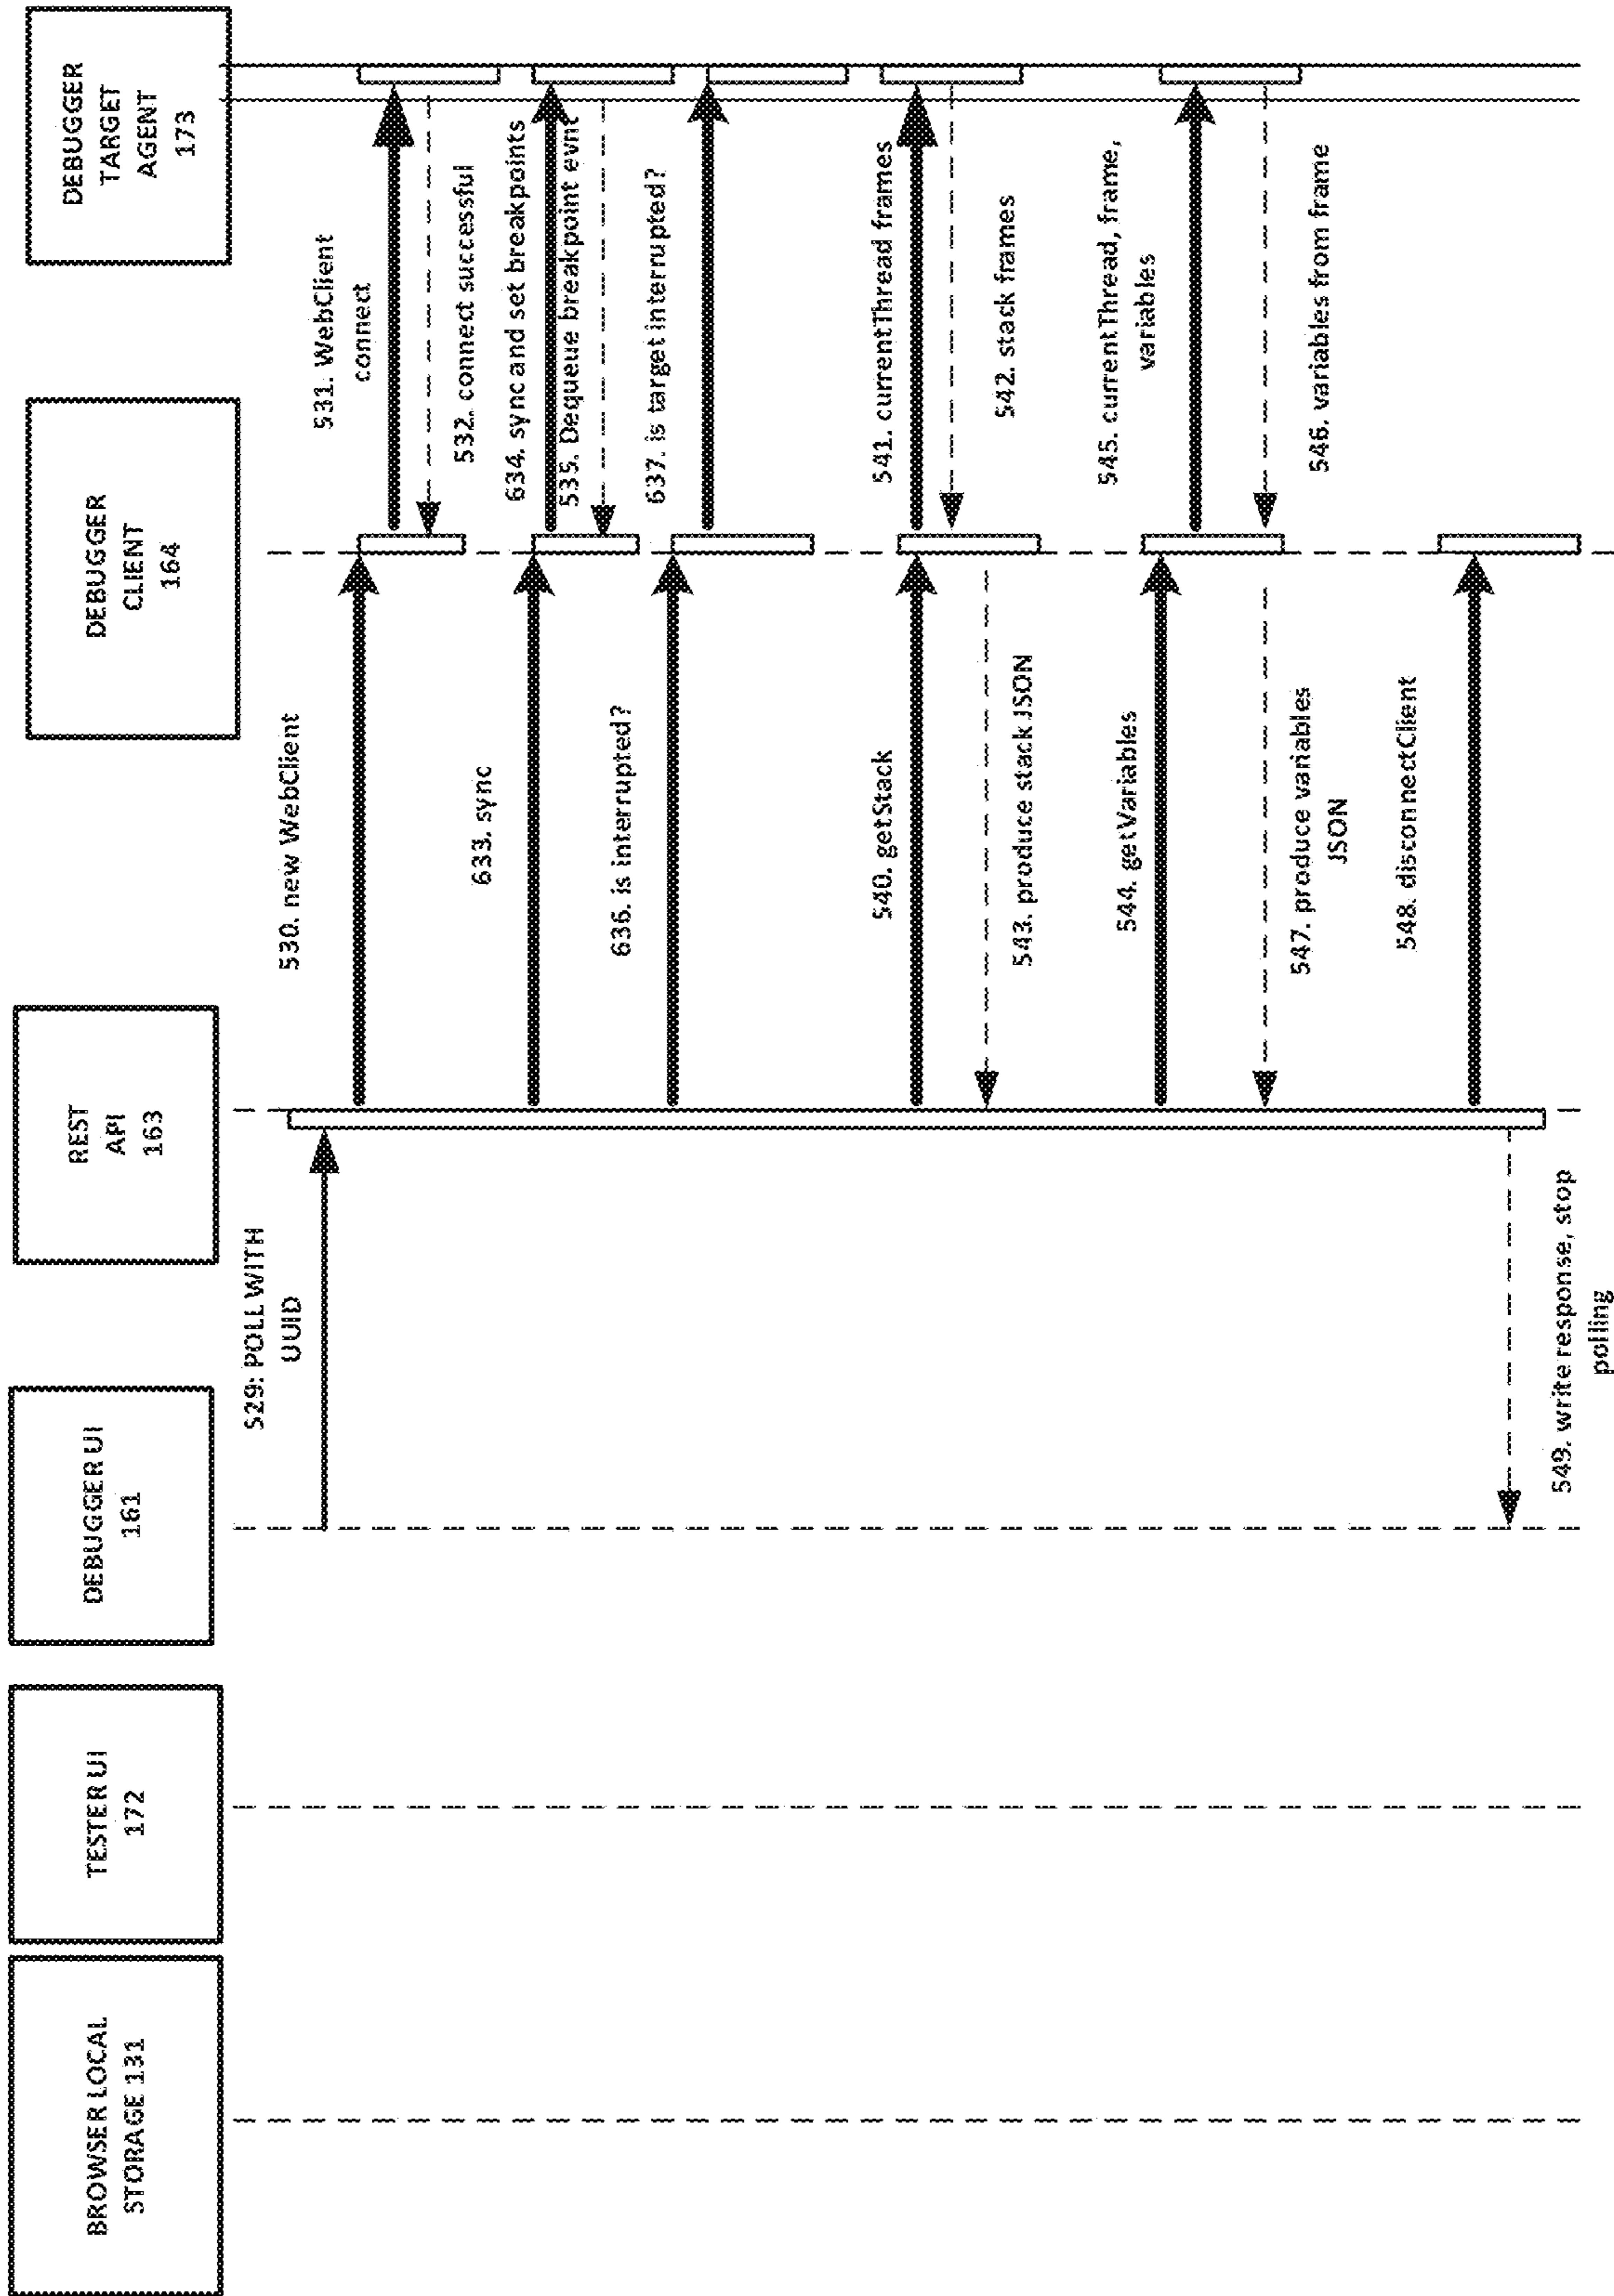 BROWSER LOCAL
STORAGE 131
TESTER UI
172
DEBUGGER UI
161
REST
API
163
DEBUGGER
CLIENT
164
DEBUGGER
TARGET
AGENT
173
529: POLL WITH
UUID
530. new WebClient
531. WebClient
connect
532. connect successful
633. sync
634. sync and set breakpoints
535. Dequeue breakpoint evnt
636. is interrupted?
637. is target interrupted?
540. getStack
541. currentThread frames
542. stack frames
543. produce stack JSON
544. getVariables
545. currentThread, frame,
variables
546. variables from frame
547. produce variables
JSON
548. disconnectClient
549. write response, stop
polling